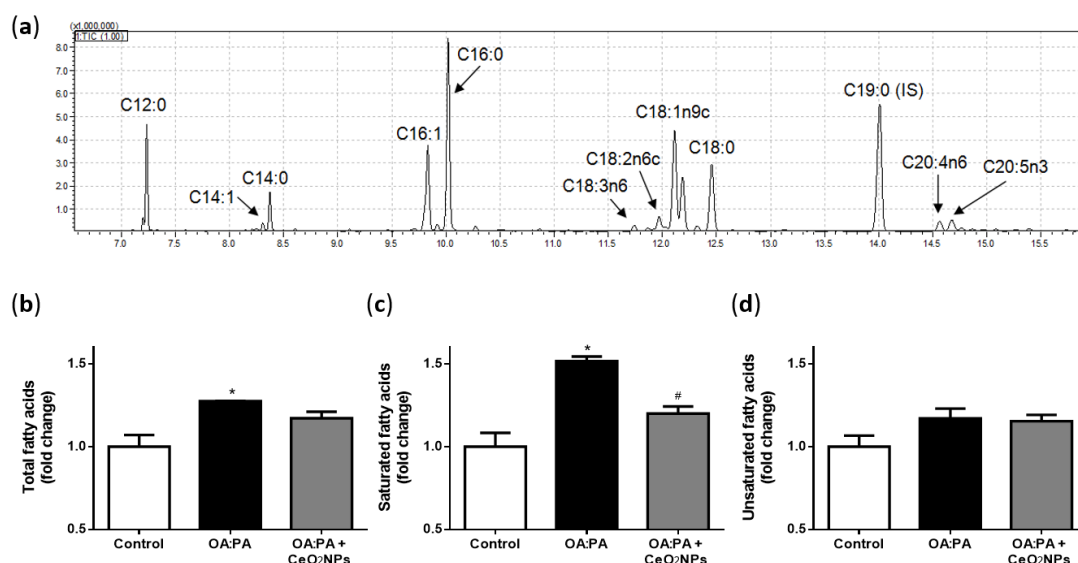 (a)
(x1,000,000)
1:TIC (1.00)
8.0
7.0
6.0
5.0
4.0
3.0
2.0
1.0
C12:0
C14:1
C14:0
C16:1
C16:0
C18:3n6
C18:2n6c
C18:1n9c
C18:0
C19:0 (IS)
C20:4n6
C20:5n3
7.0 7.5 8.0 8.5 9.0 9.5 10.0 10.5 11.0 11.5 12.0 12.5 13.0 13.5 14.0 14.5 15.0 15.5
(b)
Total fatty acids
(fold change)
1.5
1.0
0.5
*
Control
OA:PA
OA:PA +
CeO2NPs
(c)
Saturated fatty acids
(fold change)
1.5
1.0
0.5
*
#
Control
OA:PA
OA:PA +
CeO2NPs
(d)
Unsaturated fatty acids
(fold change)
1.5
1.0
0.5
Control
OA:PA
OA:PA +
CeO2NPs